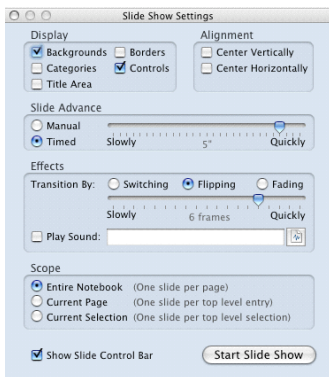 Slide Show Settings
Display
Alignment
Backgrounds
Borders
Center Vertically
Categories
Controls
Center Horizontally
Title Area
Slide Advance
Manual
Timed
Slowly
5"
Quickly
Effects
Transition By:
Switching
Flipping
Fading
Slowly
6 frames
Quickly
Play Sound:
Scope
Entire Notebook (One slide per page)
Current Page (One slide per top level entry)
Current Selection (One slide per top level selection)
Show Slide Control Bar
Start Slide Show